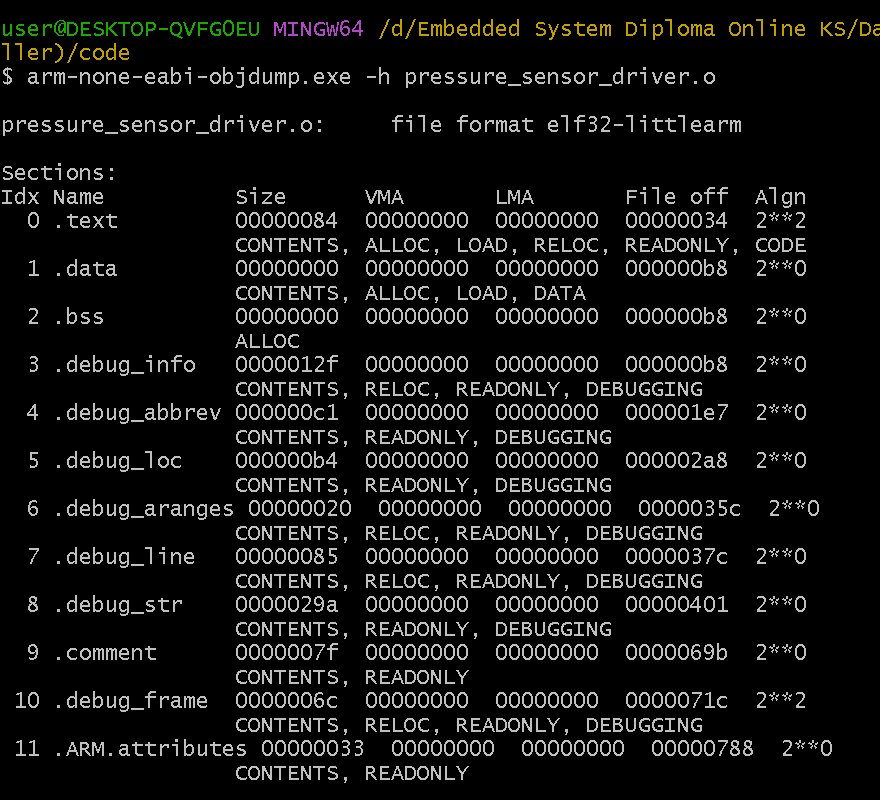 user@DESKTOP-QVFG0EU MINGW64 /d/Embedded System Diploma Online KS/Da
ller)/code
$ arm-none-eabi-objdump.exe -h pressure_sensor_driver.o

pressure_sensor_driver.o:     file format elf32-littlearm

Sections:
Idx Name          Size      VMA       LMA       File off  Algn
  0 .text         00000084  00000000  00000000  00000034  2**2
                  CONTENTS, ALLOC, LOAD, RELOC, READONLY, CODE
  1 .data         00000000  00000000  00000000  000000b8  2**0
                  CONTENTS, ALLOC, LOAD, DATA
  2 .bss          00000000  00000000  00000000  000000b8  2**0
                  ALLOC
  3 .debug_info   0000012f  00000000  00000000  000000b8  2**0
                  CONTENTS, RELOC, READONLY, DEBUGGING
  4 .debug_abbrev 000000c1  00000000  00000000  000001e7  2**0
                  CONTENTS, READONLY, DEBUGGING
  5 .debug_loc    000000b4  00000000  00000000  000002a8  2**0
                  CONTENTS, READONLY, DEBUGGING
  6 .debug_aranges 00000020  00000000  00000000  0000035c  2**0
                  CONTENTS, RELOC, READONLY, DEBUGGING
  7 .debug_line   00000085  00000000  00000000  0000037c  2**0
                  CONTENTS, RELOC, READONLY, DEBUGGING
  8 .debug_str    0000029a  00000000  00000000  00000401  2**0
                  CONTENTS, READONLY, DEBUGGING
  9 .comment      0000007f  00000000  00000000  0000069b  2**0
                  CONTENTS, READONLY
 10 .debug_frame  0000006c  00000000  00000000  0000071c  2**2
                  CONTENTS, RELOC, READONLY, DEBUGGING
 11 .ARM.attributes 00000033  00000000  00000000  00000788  2**0
                  CONTENTS, READONLY